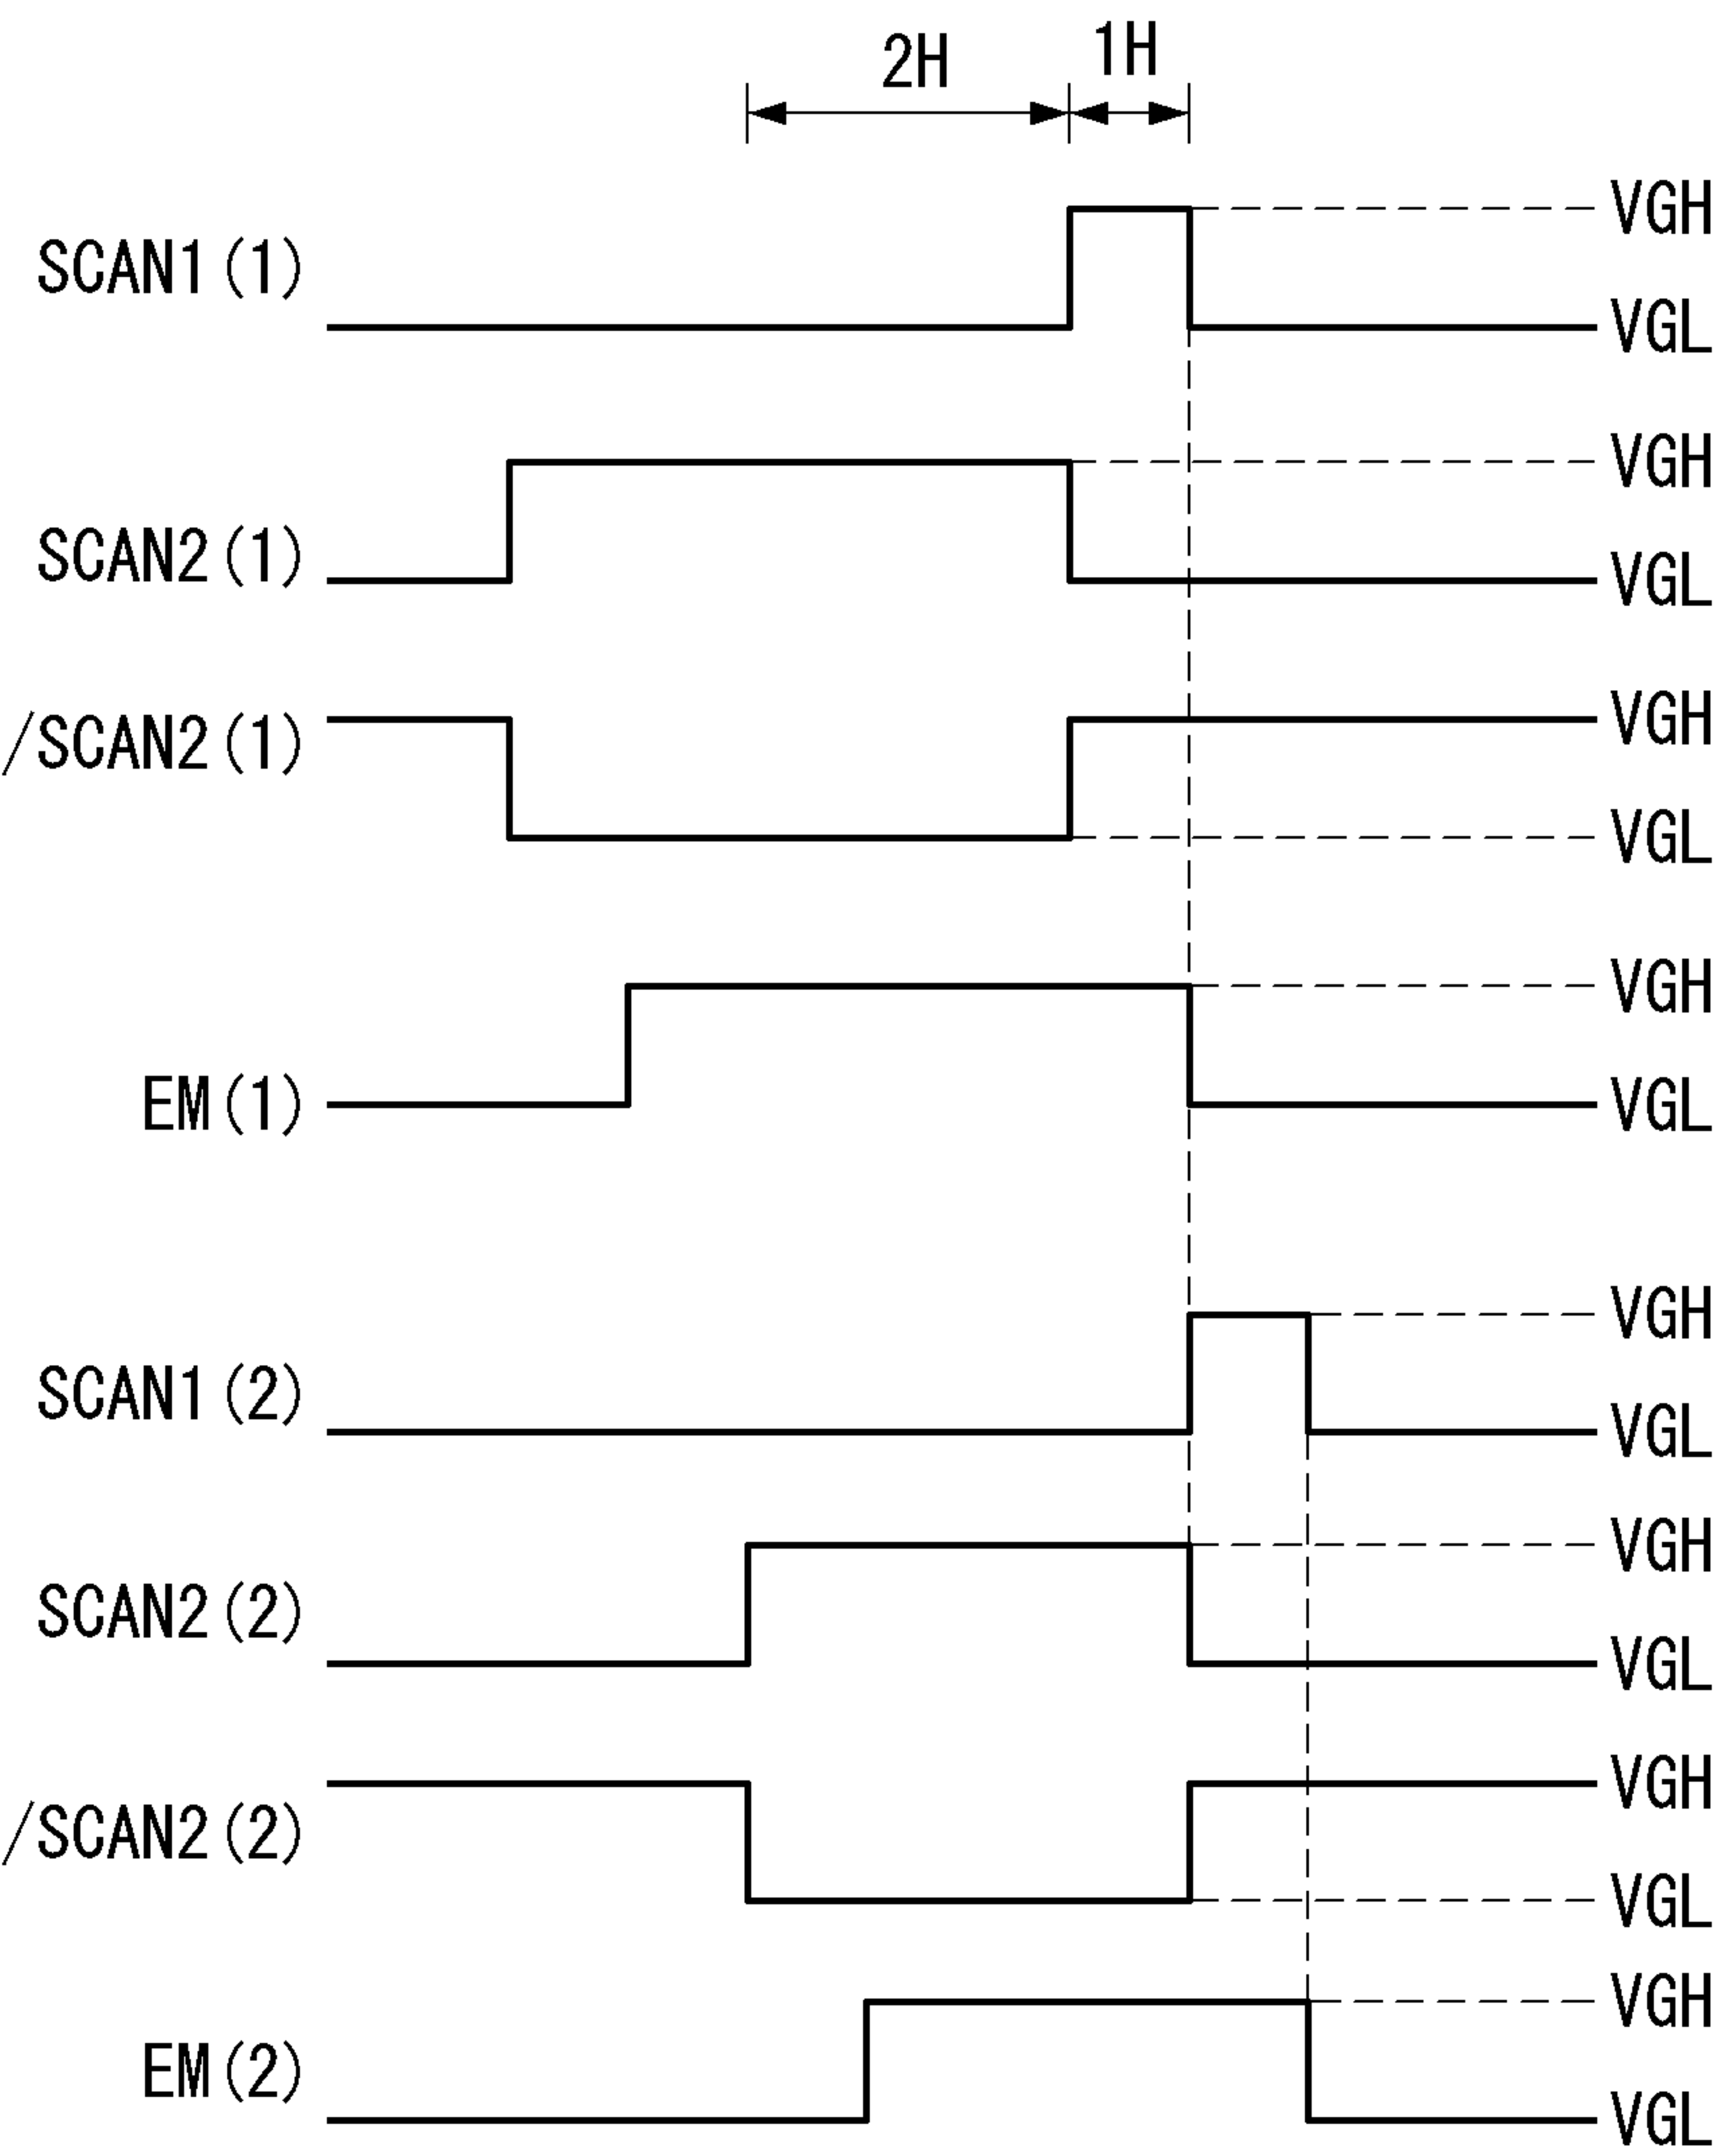 2H 1H
VGH
SCAN1(1)
VGL
VGH
SCAN2(1)
VGL
/SCAN2(1)
VGH
VGL
VGH
EM(1)
VGL
VGH
SCAN1(2)
VGL
VGH
SCAN2(2)
VGL
VGH
/SCAN2(2)
VGL
VGH
EM(2)
VGL